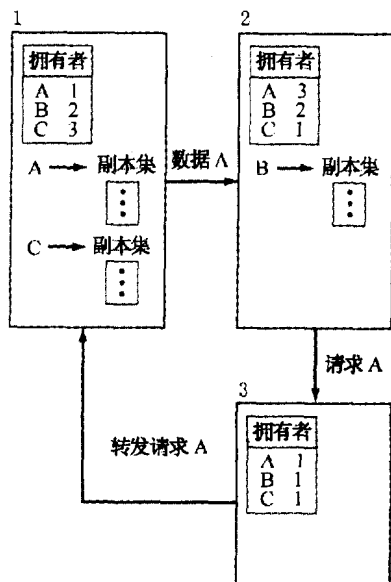 1
拥有者
A 1
B 2
C 3
A 副本集
C 副本集
数据 A
2
拥有者
A 3
B 2
C 1
B 副本集
请求 A
转发请求 A
3
拥有者
A 1
B 1
C 1